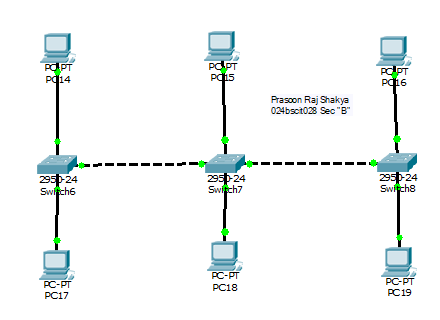 PC-PT
PC14
PC-PT
PC15
PC-PT
PC16
Prasoon Raj Shakya
024bscit028 Sec "B"
2950-24
Switch6
2950-24
Switch7
2950-24
Switch8
PC-PT
PC17
PC-PT
PC18
PC-PT
PC19